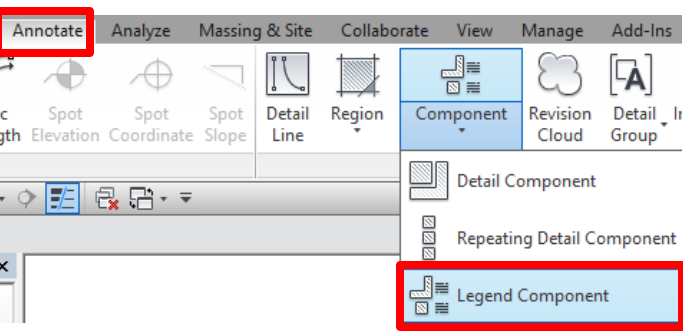 Annotate Analyze Massing & Site Collaborate View Manage Add-Ins
Spot Spot Spot Detail Region Component Revision Detail
Elevation Coordinate Slope Line Cloud Group
Detail Component
Repeating Detail Component
Legend Component